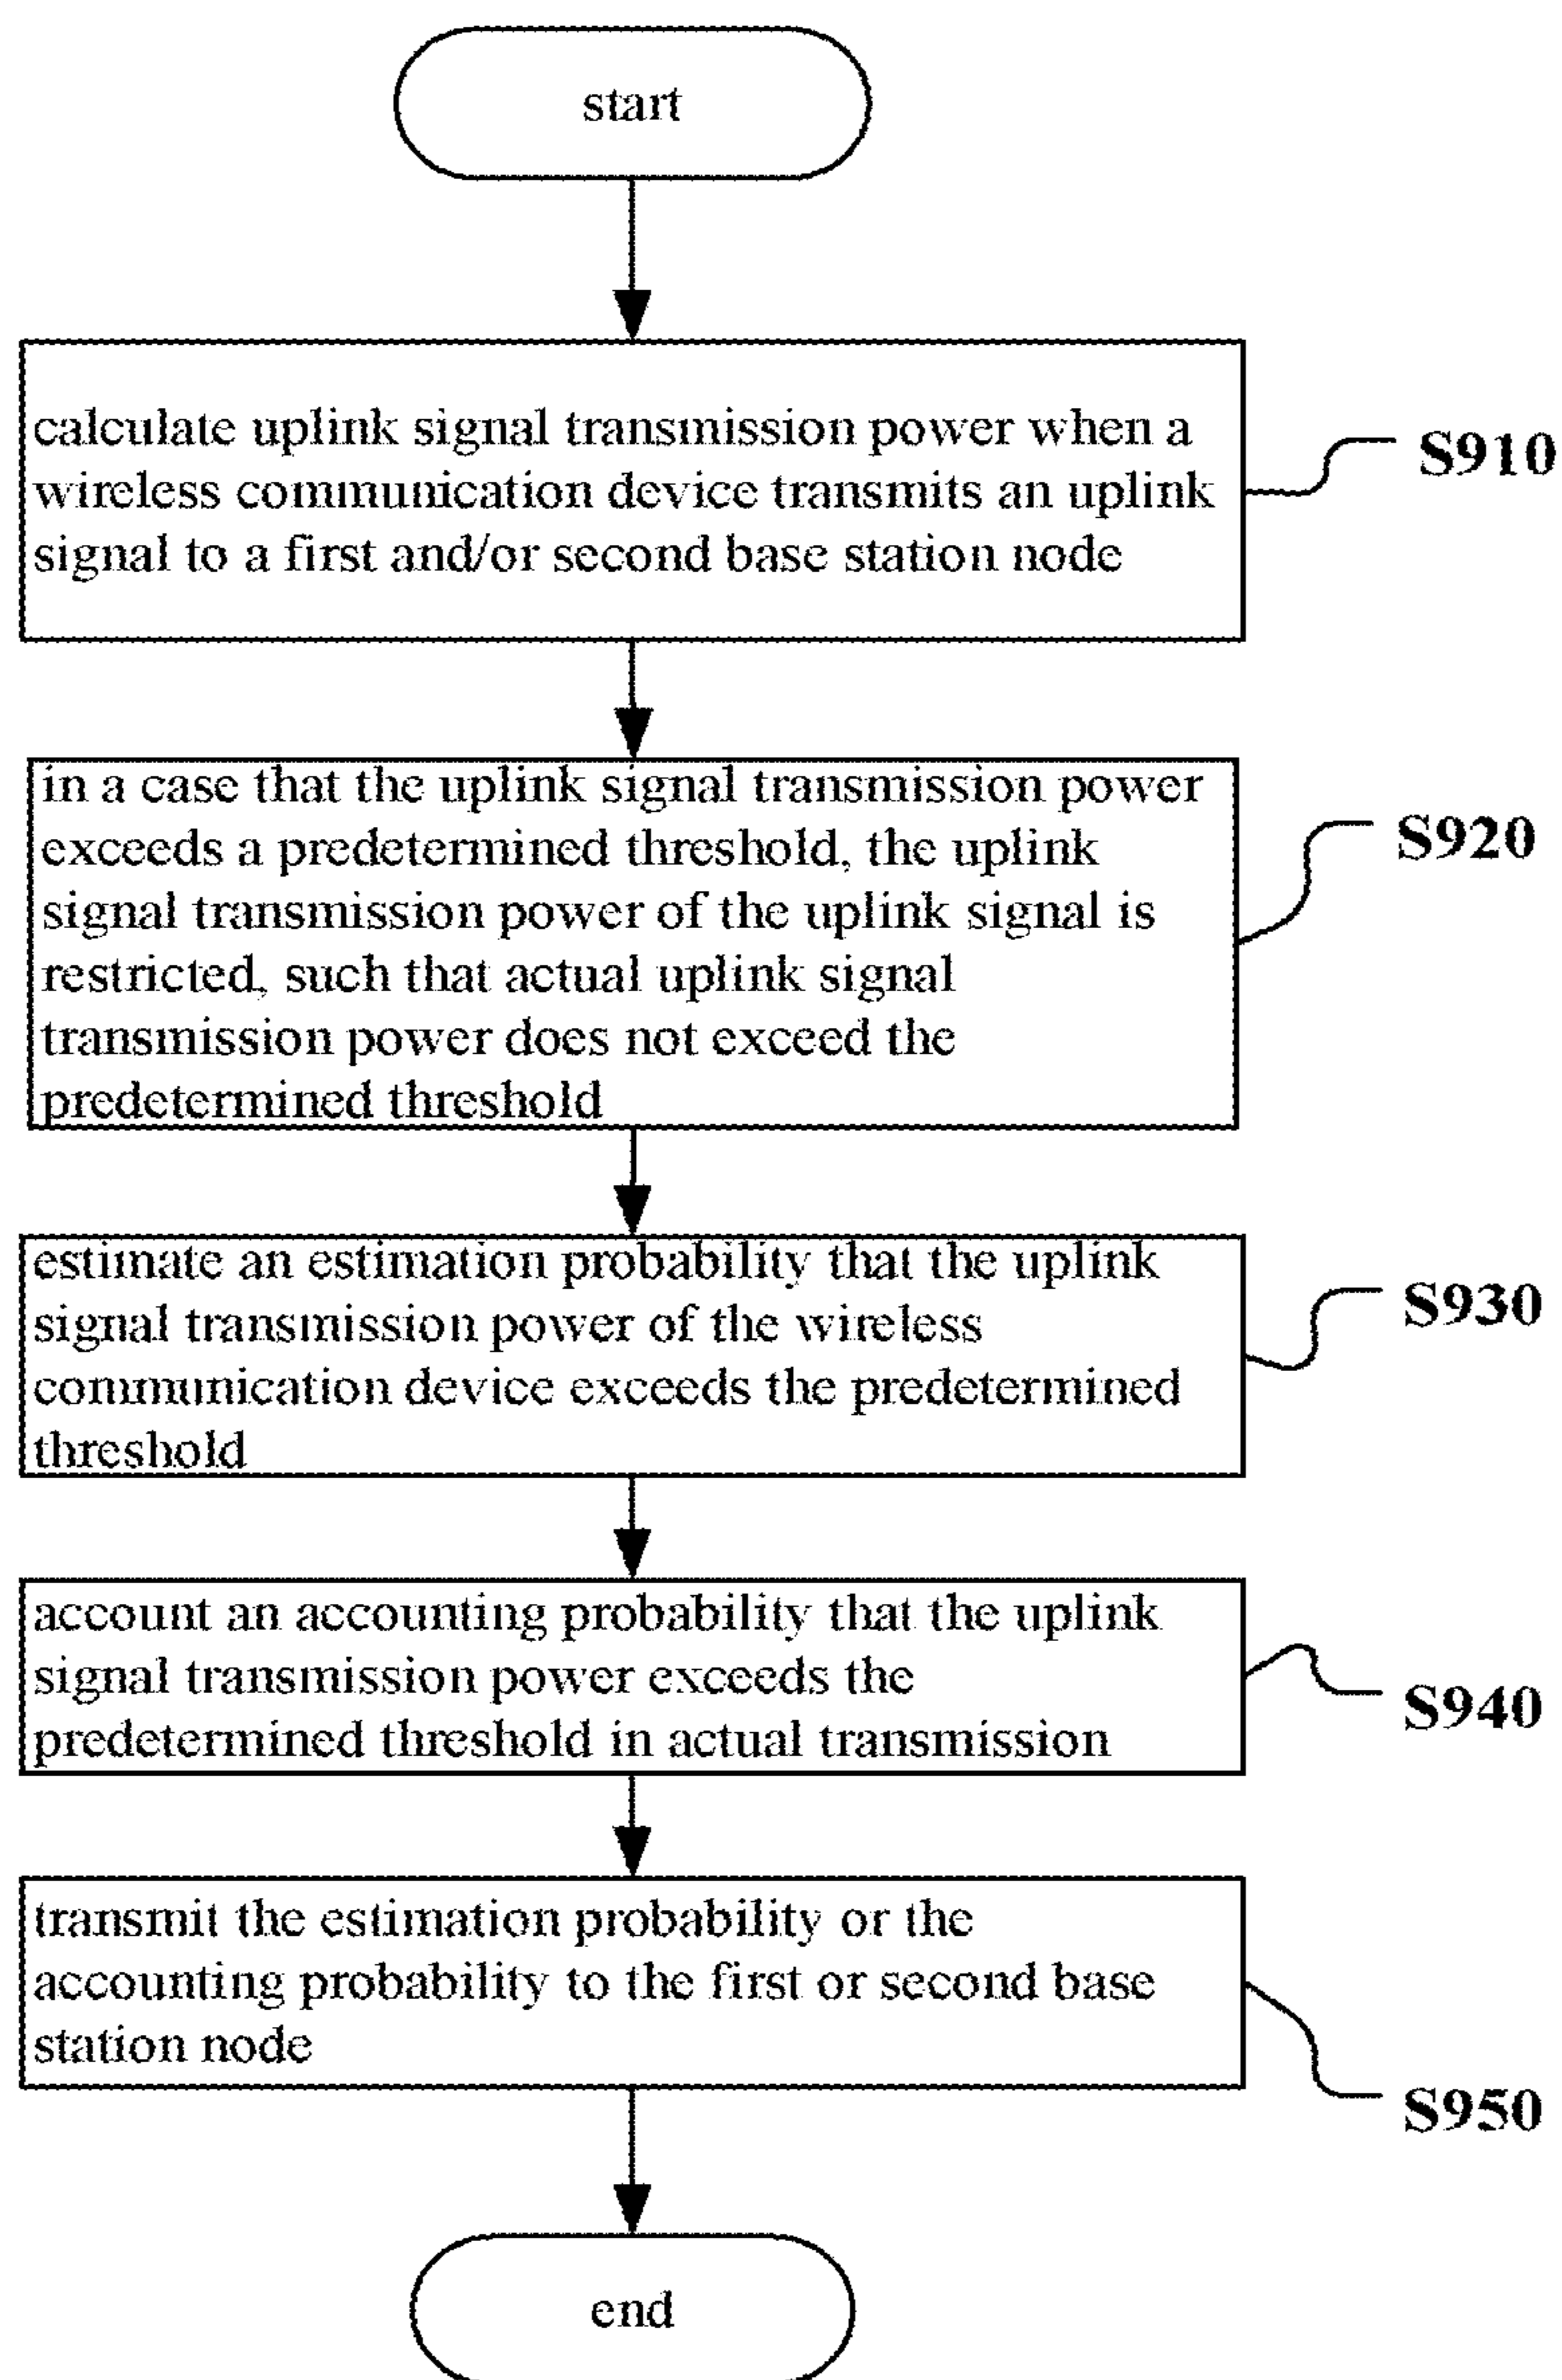 start
calculate uplink signal transmission power when a
wireless communication device transmits an uplink
signal to a first and/or second base station node
S910
in a case that the uplink signal transmission power
exceeds a predetermined threshold, the uplink
signal transmission power of the uplink signal is
restricted, such that actual uplink signal
transmission power does not exceed the
predetermined threshold
S920
estimate an estimation probability that the uplink
signal transmission power of the wireless
communication device exceeds the predetermined
threshold
S930
account an accounting probability that the uplink
signal transmission power exceeds the
predetermined threshold in actual transmission
S940
transmit the estimation probability or the
accounting probability to the first or second base
station node
S950
end